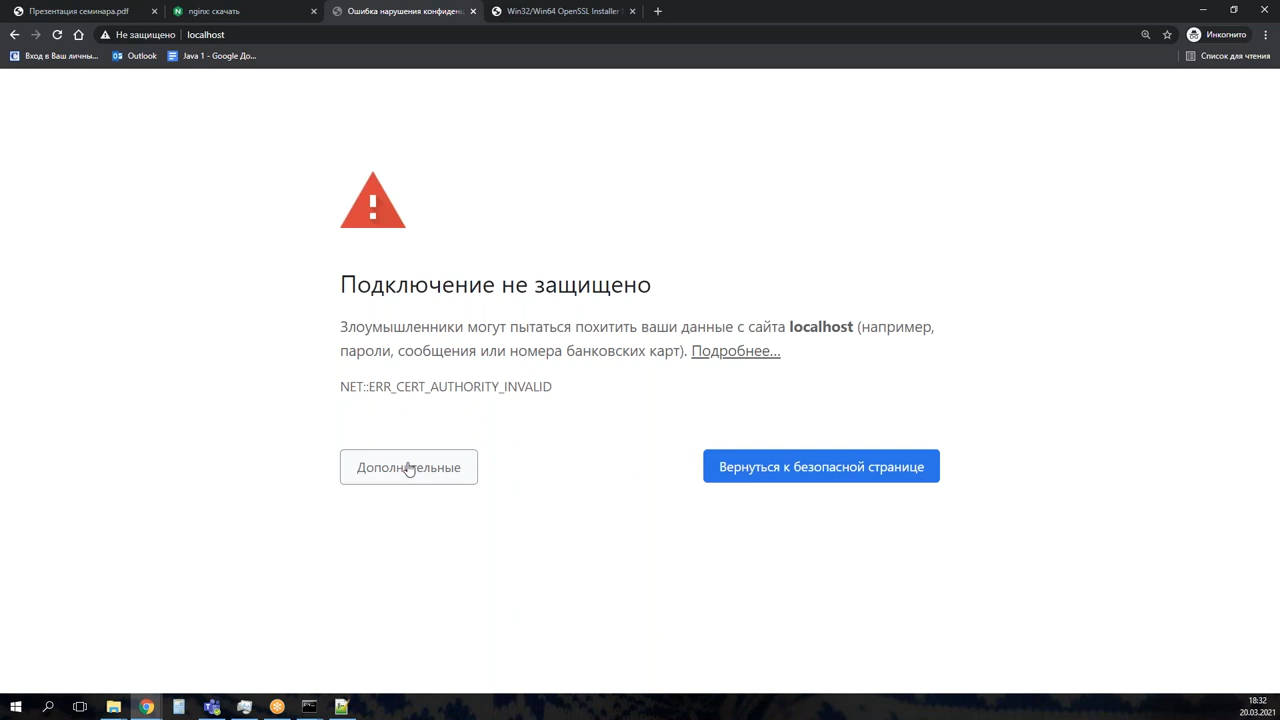 Презентация семинара.pdf
nginx: скачать
Ошибка нарушения конфиденц
Win32/Win64 OpenSSL Installer f
Не защищено
localhost
Инкогнито
Вход в Ваш личны...
Outlook
Java 1 - Google До...
Список для чтения
Подключение не защищено
Злоумышленники могут пытаться похитить ваши данные с сайта localhost (например,
пароли, сообщения или номера банковских карт). Подробнее...
NET::ERR_CERT_AUTHORITY_INVALID
Дополнительные
Вернуться к безопасной странице
18:32
20.03.2021